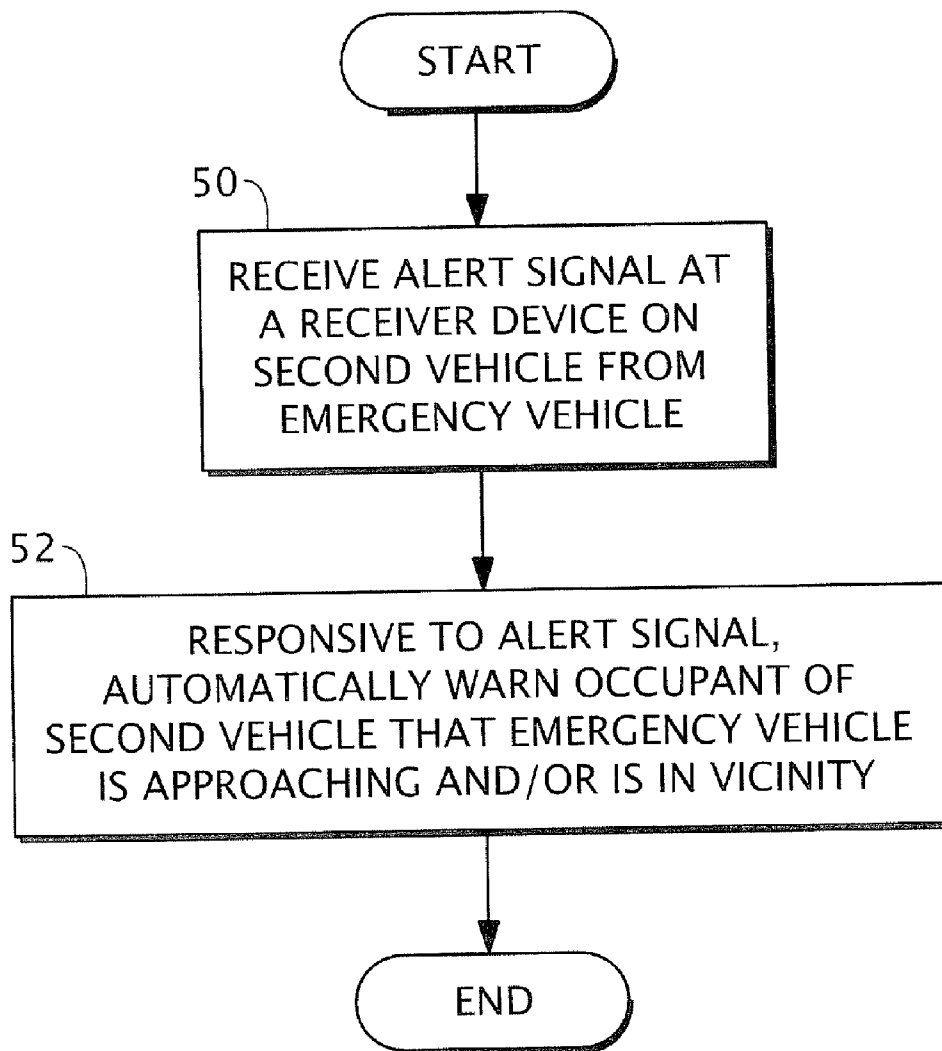 START
50
RECEIVE ALERT SIGNAL AT
A RECEIVER DEVICE ON
SECOND VEHICLE FROM
EMERGENCY VEHICLE
52
RESPONSIVE TO ALERT SIGNAL,
AUTOMATICALLY WARN OCCUPANT OF
SECOND VEHICLE THAT EMERGENCY VEHICLE
IS APPROACHING AND/OR IS IN VICINITY
END